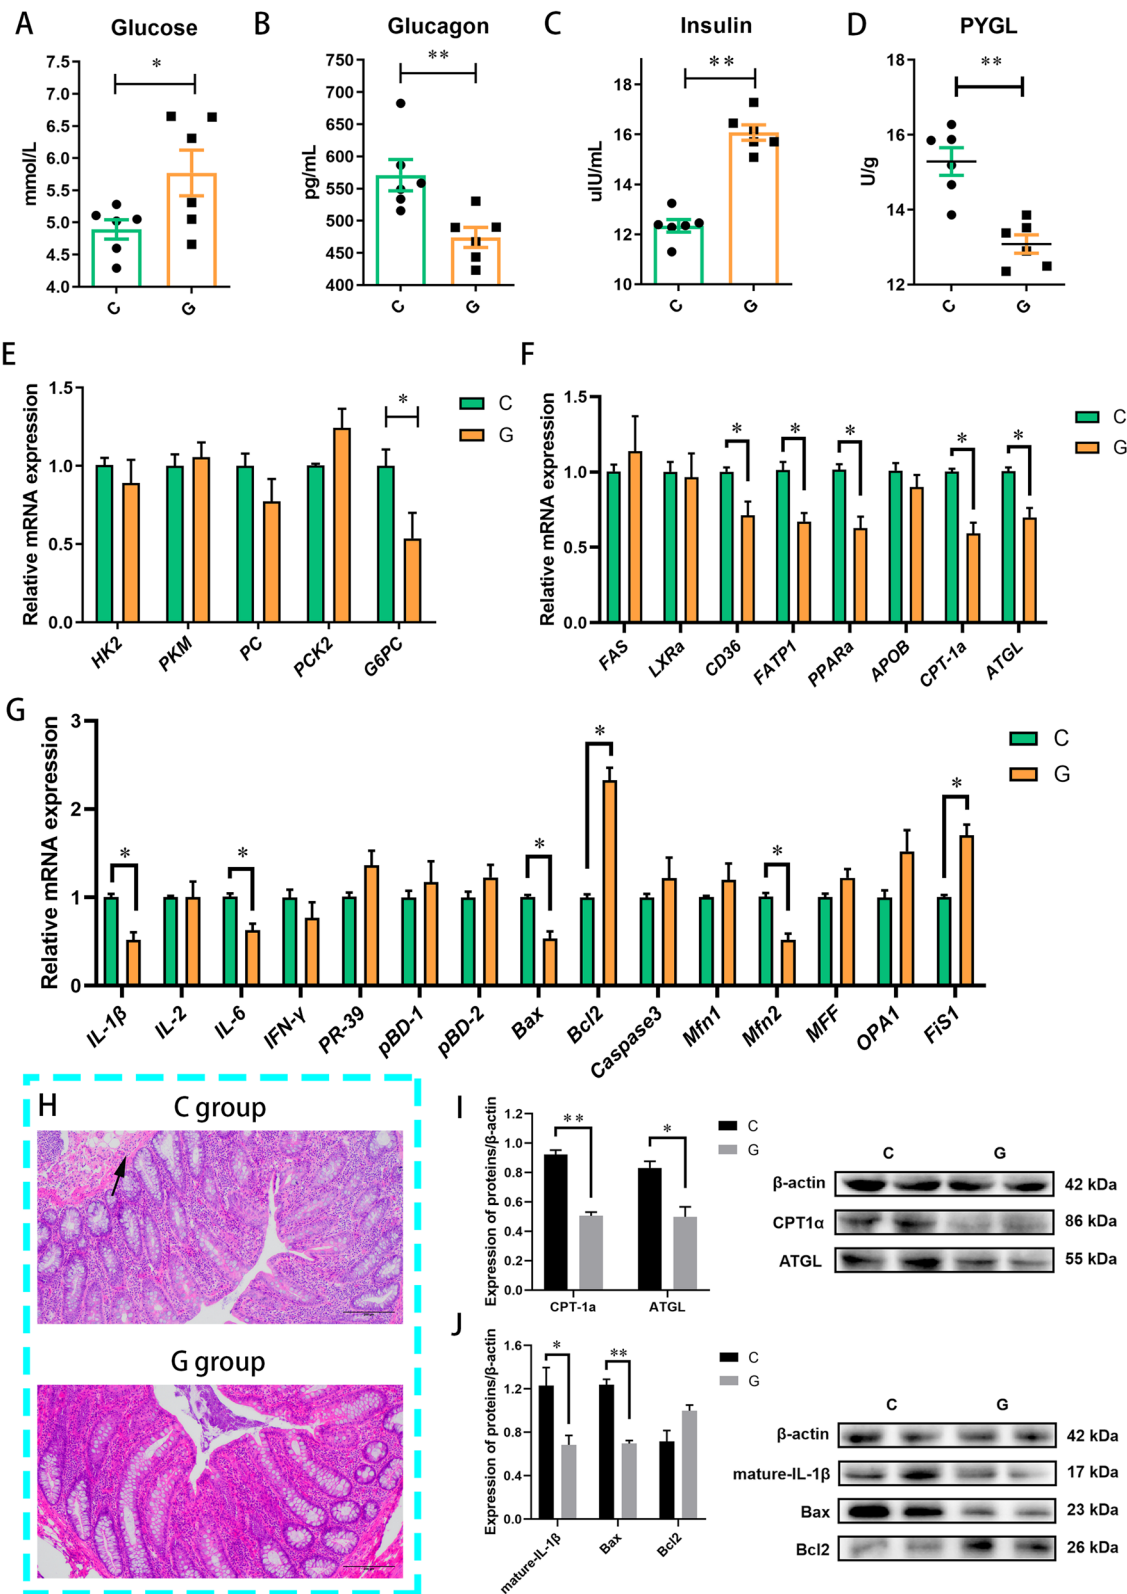 A Glucose
*
mmol/L
7.5
7.0
6.5
6.0
5.5
5.0
4.5
4.0
C G
B Glucagon
**
pg/mL
750
700
650
600
550
500
450
400
C G
C Insulin
**
uIU/mL
18
16
14
12
10
C G
D PYGL
**
U/g
18
16
14
12
C G
E
Relative mRNA expression
1.5
1.0
0.5
0.0
*
C
G
HK2 PKM PC PCK2 G6PC
F
Relative mRNA expression
1.5
1.0
0.5
0.0
* * * * *
C
G
FAS LXRa CD36 FATP1 PPARa APOB CPT-1a ATGL
G
Relative mRNA expression
3
2
1
0
* * * * * *
C
G
IL-1β IL-2 IL-6 IFN-γ PR-39 pBD-1 pBD-2 Bax Bcl2 Caspase3 Mfn1 Mfn2 MFF OPA1 FiS1
H
C group
G group
I
Expression of proteins/β-actin
1.2
1.0
0.8
0.6
0.4
0.2
0.0
** *
C
G
CPT-1a ATGL
C G
β-actin 42 kDa
CPT1α 86 kDa
ATGL 55 kDa
J
Expression of proteins/β-actin
1.6
1.2
0.8
0.4
0.0
* **
C
G
mature-IL-1β Bax Bcl2
C G
β-actin 42 kDa
mature-IL-1β 17 kDa
Bax 23 kDa
Bcl2 26 kDa